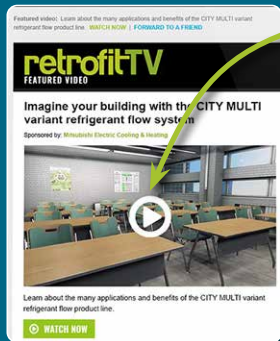 Featured video: Learn about the many applications and benefits of the CITY MULTI variant
refrigerant flow product line. WATCH NOW | FORWARD TO A FRIEND
retrofitTV
FEATURED VIDEO
Imagine your building with the CITY MULTI
variant refrigerant flow system
Sponsored by: Mitsubishi Electric Cooling & Heating
Learn about the many applications and benefits of the CITY MULTI variant
refrigerant flow product line.
WATCH NOW